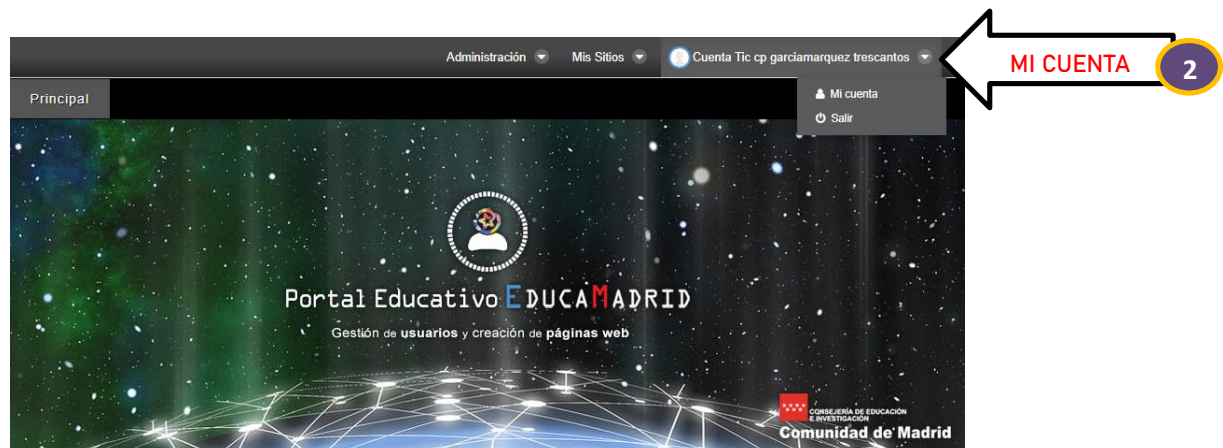 Administración Mis Sitios Cuenta Tic cp garciamarquez trescantos
MI CUENTA 2
Principal
Mi cuenta
Salir
Portal Educativo EDUCAMADRID
Gestión de usuarios y creación de páginas web
CONSEJERÍA DE EDUCACIÓN
E INVESTIGACIÓN
Comunidad de Madrid